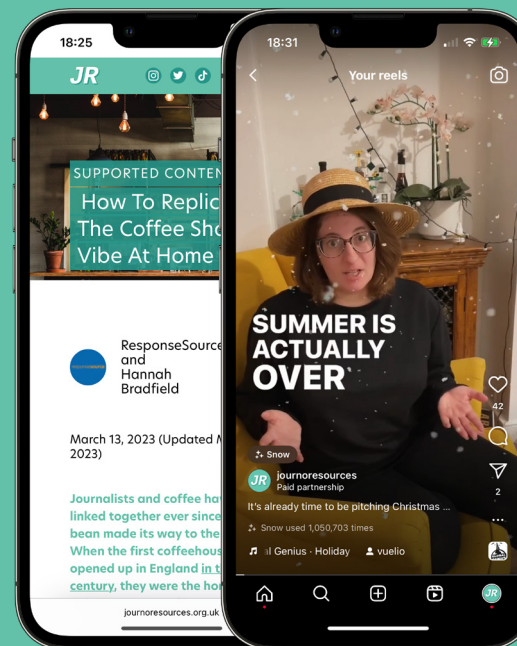 18:25
JR
SUPPORTED CONTEN
How To Replic
The Coffee Sho
Vibe At Home
ResponseSource
and
Hannah
Bradfield
March 13, 2023 (Updated M
2023)
Journalists and coffee hav
linked together ever since
bean made its way to the
When the first coffeehous
opened up in England in t
century, they were the hor
journoresources.org.uk
18:31
Your reels
SUMMER IS
ACTUALLY
OVER
Snow
JR
journoresources
Paid partnership
It's already time to be pitching Christmas ...
Snow used 1,050,703 times
Genius · Holiday
vuelio
42
2
JR